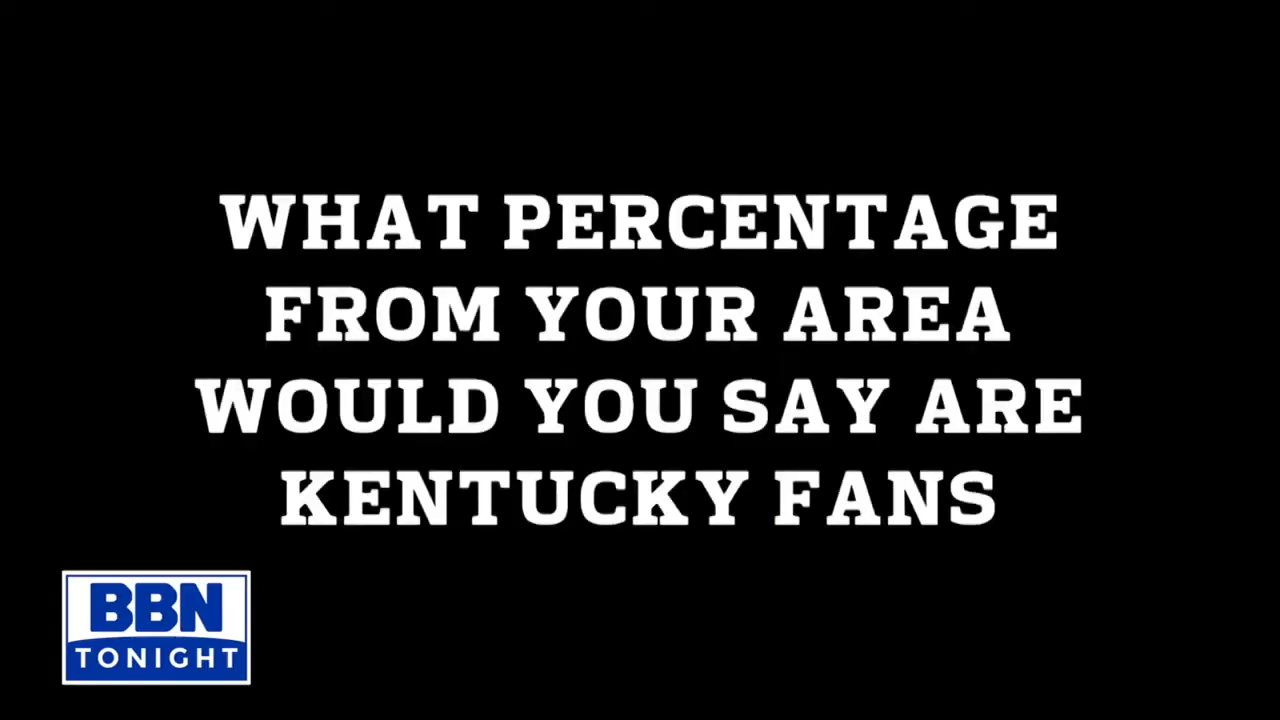 WHAT PERCENTAGE
FROM YOUR AREA
WOULD YOU SAY ARE
KENTUCKY FANS
BBN
TONIGHT